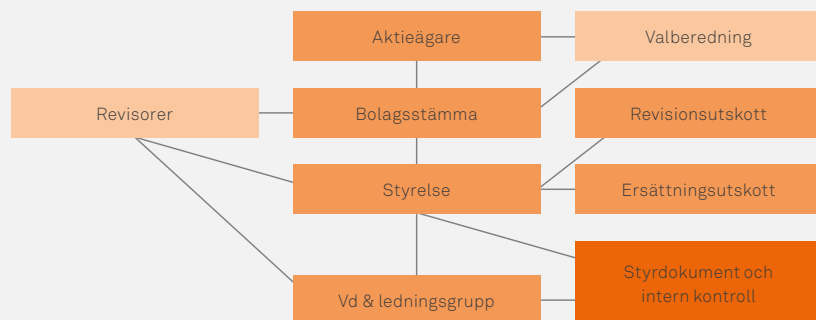 Aktieägare
Valberedning
Revisorer
Bolagsstämma
Revisionsutskott
Styrelse
Ersättningsutskott
Styrdokument och
intern kontroll
Vd & ledningsgrupp